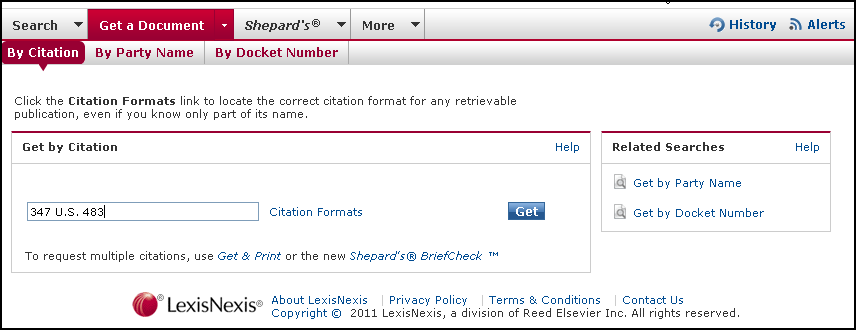 Search Get a Document Shepard's® More History Alerts
By Citation By Party Name By Docket Number
Click the Citation Formats link to locate the correct citation format for any retrievable
publication, even if you know only part of its name.
Get by Citation Help
347 U.S. 483 Citation Formats Get
To request multiple citations, use Get & Print or the new Shepard's® BriefCheck ™
Related Searches Help
Get by Party Name
Get by Docket Number
LexisNexis®
About LexisNexis | Privacy Policy | Terms & Conditions | Contact Us
Copyright © 2011 LexisNexis, a division of Reed Elsevier Inc. All rights reserved.